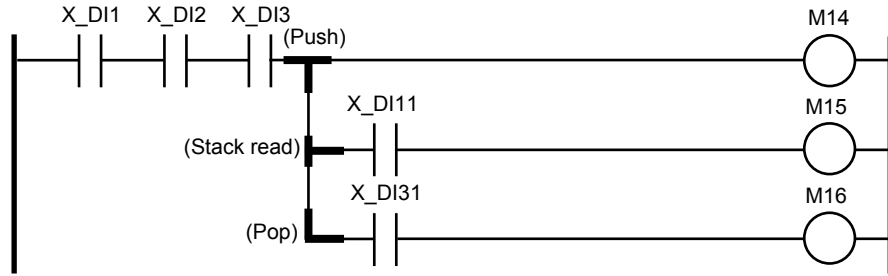 X_DI1 X_DI2 X_DI3 M14
(Push)
X_DI11 M15
(Stack read)
X_DI31 M16
(Pop)